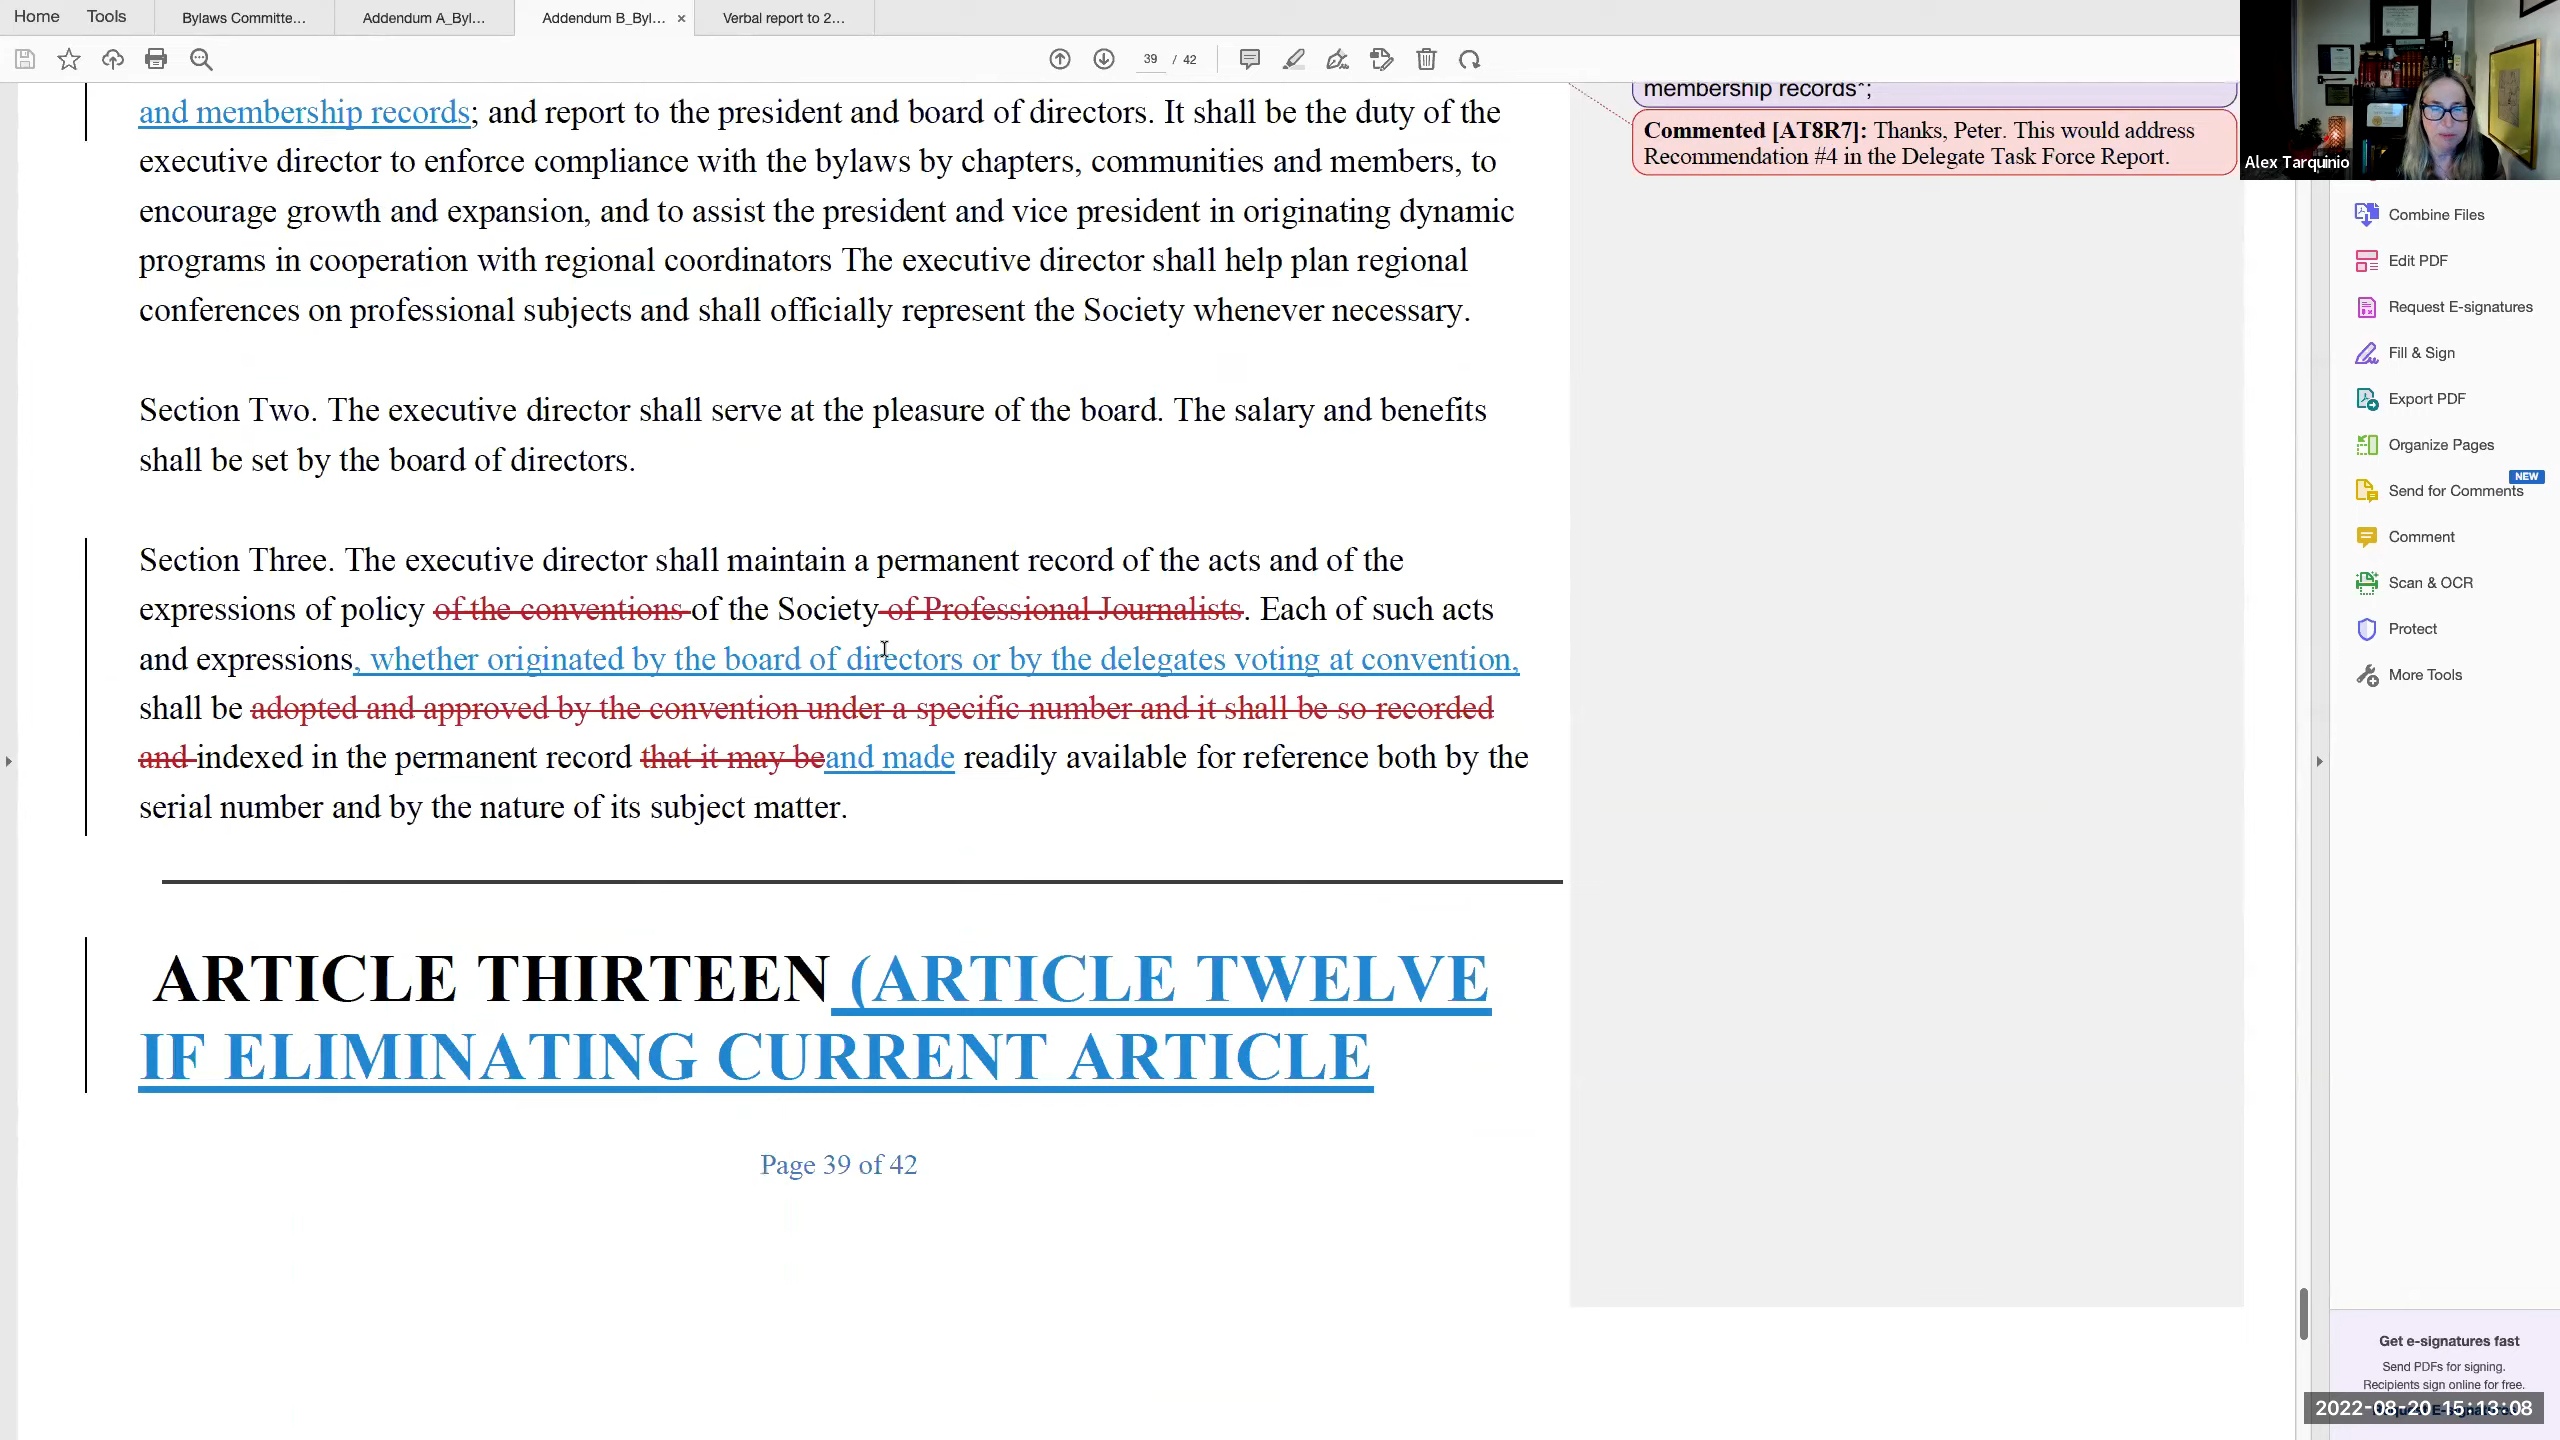 Home Tools Bylaws Committe... Addendum A_Byl... Addendum B_Byl... × Verbal report to 2...
39 / 42
and membership records; and report to the president and board of directors. It shall be the duty of the
executive director to enforce compliance with the bylaws by chapters, communities and members, to
encourage growth and expansion, and to assist the president and vice president in originating dynamic
programs in cooperation with regional coordinators The executive director shall help plan regional
conferences on professional subjects and shall officially represent the Society whenever necessary.
Section Two. The executive director shall serve at the pleasure of the board. The salary and benefits
shall be set by the board of directors.
Section Three. The executive director shall maintain a permanent record of the acts and of the
expressions of policy of the conventions of the Society of Professional Journalists. Each of such acts
and expressions, whether originated by the board of directors or by the delegates voting at convention,
shall be adopted and approved by the convention under a specific number and it shall be so recorded
and indexed in the permanent record that it may beand made readily available for reference both by the
serial number and by the nature of its subject matter.
ARTICLE THIRTEEN (ARTICLE TWELVE
IF ELIMINATING CURRENT ARTICLE
Page 39 of 42
membership records*;
Commented [AT8R7]: Thanks, Peter. This would address
Recommendation #4 in the Delegate Task Force Report.
Alex Tarquinio
Combine Files
Edit PDF
Request E-signatures
Fill & Sign
Export PDF
Organize Pages
NEW
Send for Comments
Comment
Scan & OCR
Protect
More Tools
Get e-signatures fast
Send PDFs for signing.
Recipients sign online for free.
2022-08-20 15:13:08